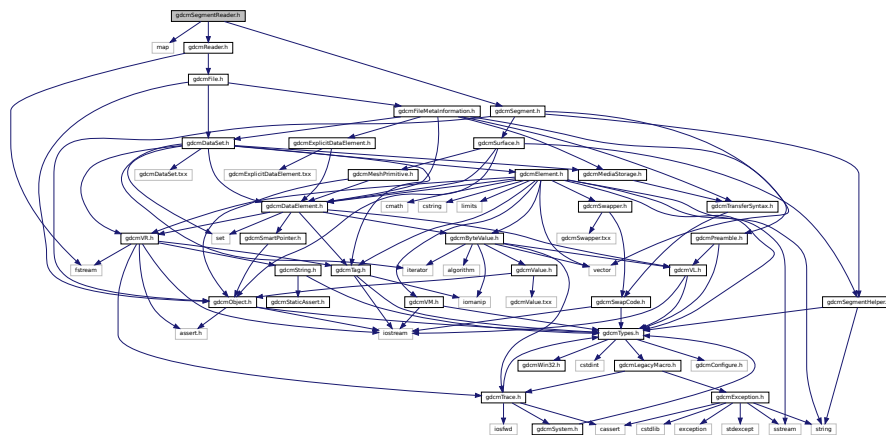 gdcmSegmentReader.h
map
gdcmReader.h
gdcmFile.h
gdcmFileMetaInformation.h
gdcmSegment.h
gdcmDataSet.h
gdcmExplicitDataElement.h
gdcmSurface.h
gdcmDataSet.txx
gdcmExplicitDataElement.txx
gdcmMeshPrimitive.h
gdcmElement.h
gdcmMediaStorage.h
gdcmDataElement.h
cmath
cstring
limits
gdcmSwapper.h
gdcmTransferSyntax.h
gdcmVR.h
set
gdcmSmartPointer.h
gdcmByteValue.h
gdcmSwapper.txx
gdcmPreamble.h
fstream
gdcmString.h
gdcmTag.h
iterator
algorithm
gdcmValue.h
vector
gdcmVL.h
gdcmObject.h
gdcmStaticAssert.h
gdcmVM.h
iomanip
gdcmValue.txx
gdcmSwapCode.h
gdcmSegmentHelper.h
assert.h
iostream
gdcmTypes.h
gdcmWin32.h
cstdint
gdcmLegacyMacro.h
gdcmConfigure.h
gdcmTrace.h
gdcmException.h
iosfwd
gdcmSystem.h
cassert
cstdlib
exception
stdexcept
sstream
string